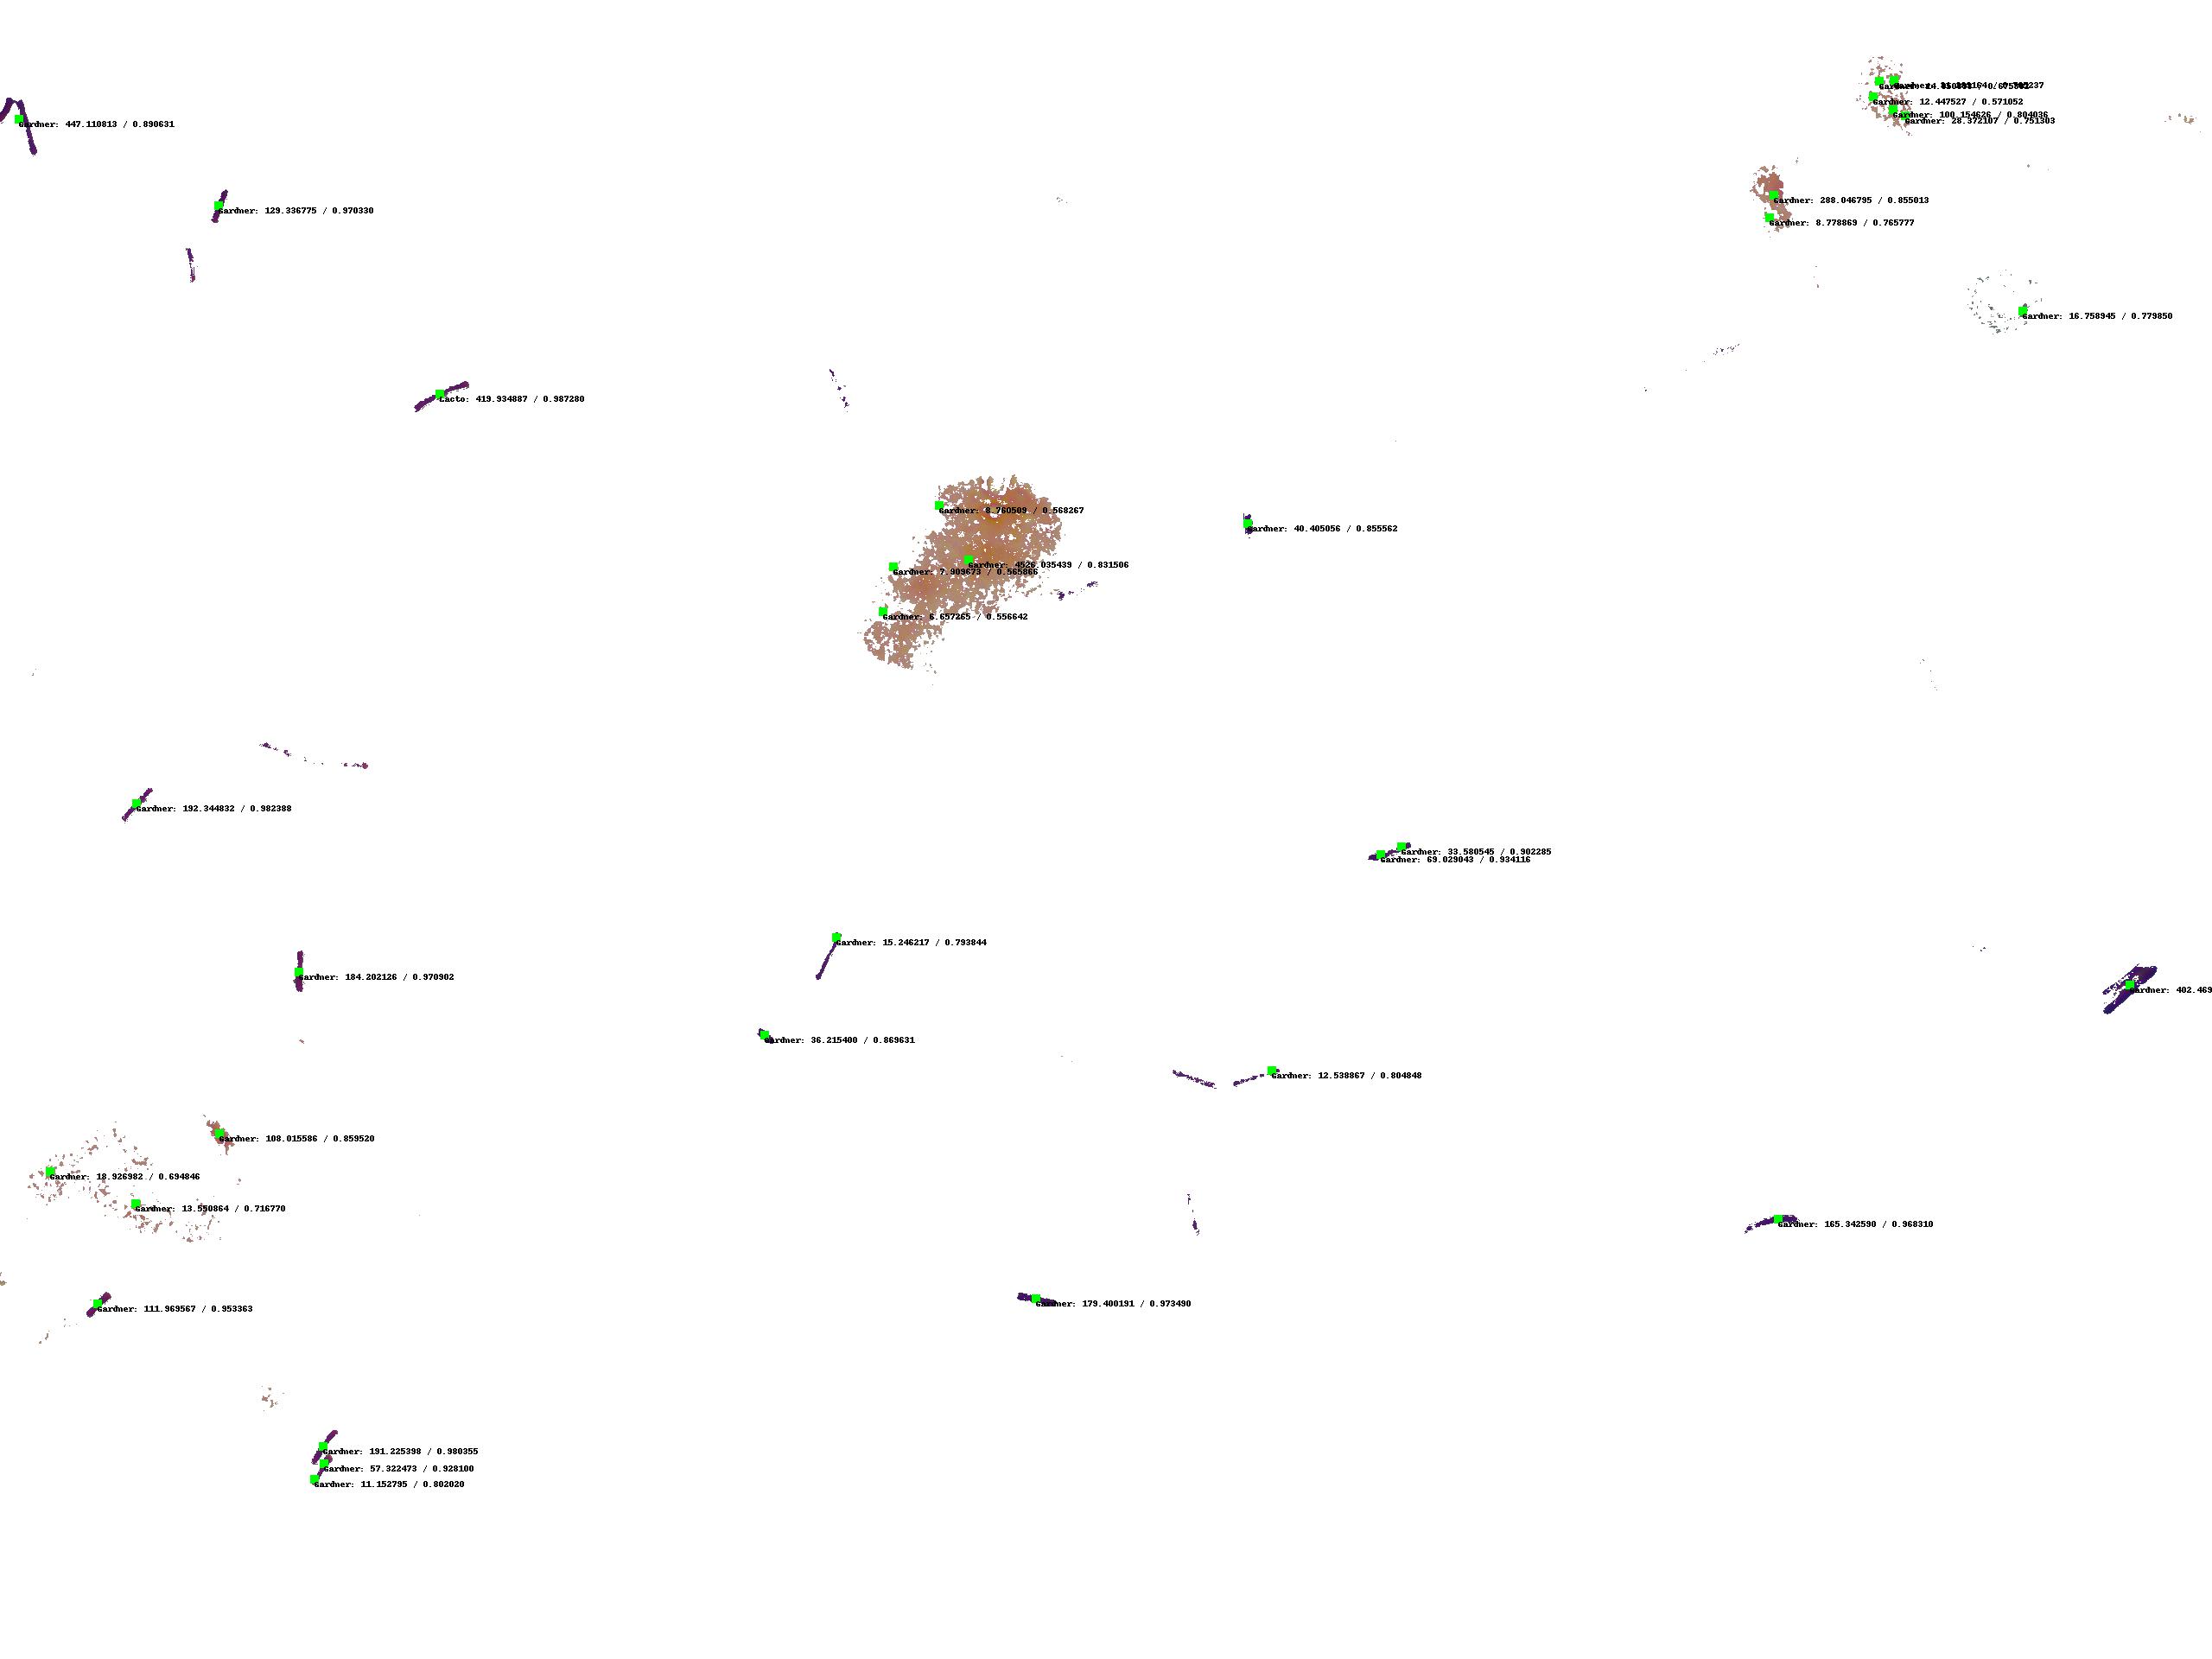 Gardner: 12.447527 / 0.571052
Gardner: 100.154626 / 0.804036
Gardner: 28.372107 / 0.751303
Gardner: 447.110813 / 0.890631
Gardner: 288.046795 / 0.855013
Gardner: 129.336775 / 0.970330
Gardner: 8.778869 / 0.765777
Gardner: 16.758945 / 0.779850
Lacto: 419.934887 / 0.987280
Gardner: 8.760509 / 0.568267
Gardner: 40.405056 / 0.855562
Gardner: 4526.035439 / 0.831506
Gardner: 7.909673 / 0.565866
Gardner: 6.657265 / 0.556642
Gardner: 192.344832 / 0.982388
Gardner: 33.580545 / 0.902285
Gardner: 69.029043 / 0.934116
Gardner: 15.246217 / 0.793844
Gardner: 184.202126 / 0.970902
Gardner: 402.469
Gardner: 36.215400 / 0.869631
Gardner: 12.538867 / 0.804848
Gardner: 108.015586 / 0.859520
Gardner: 18.926982 / 0.694846
Gardner: 13.550864 / 0.716770
Gardner: 165.342590 / 0.968310
Gardner: 179.400191 / 0.973490
Gardner: 111.969567 / 0.953363
Gardner: 191.225398 / 0.980355
Gardner: 57.322473 / 0.928100
Gardner: 11.152795 / 0.802020